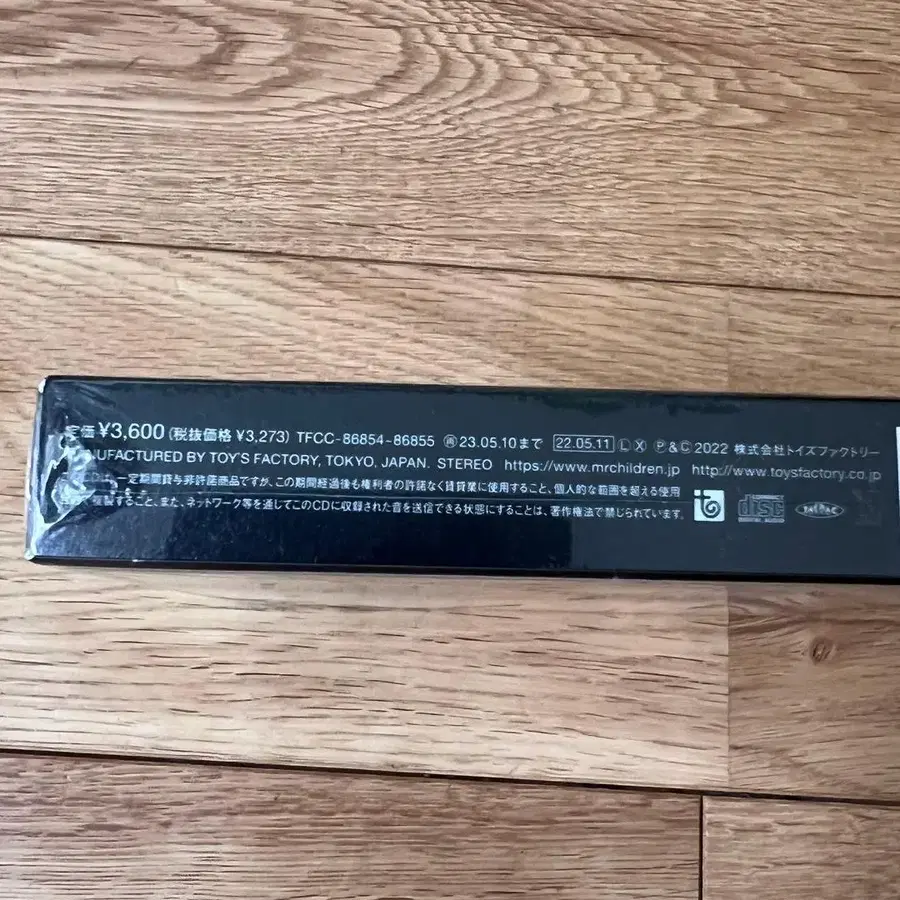 定価 ¥3,600 (税抜価格 ¥3,273) TFCC-86854~86855 再 23.05.10まで 22.05.11 L X Ⓟ&Ⓒ 2022 株式会社トイズファクトリー
NUFACTURED BY TOY'S FACTORY, TOKYO, JAPAN. STEREO https://www.mrchildren.jp http://www.toysfactory.co.jp
一定期間貸与非許諾商品ですが、この期間経過後も権利者の許諾なく賃貸業に使用すること、個人的な範囲を超える使用
複製すること、また、ネットワーク等を通してこのCDに収録された音を送信できる状態にすることは、著作権法で禁じられています。
COMPACT disc DIGITAL AUDIO